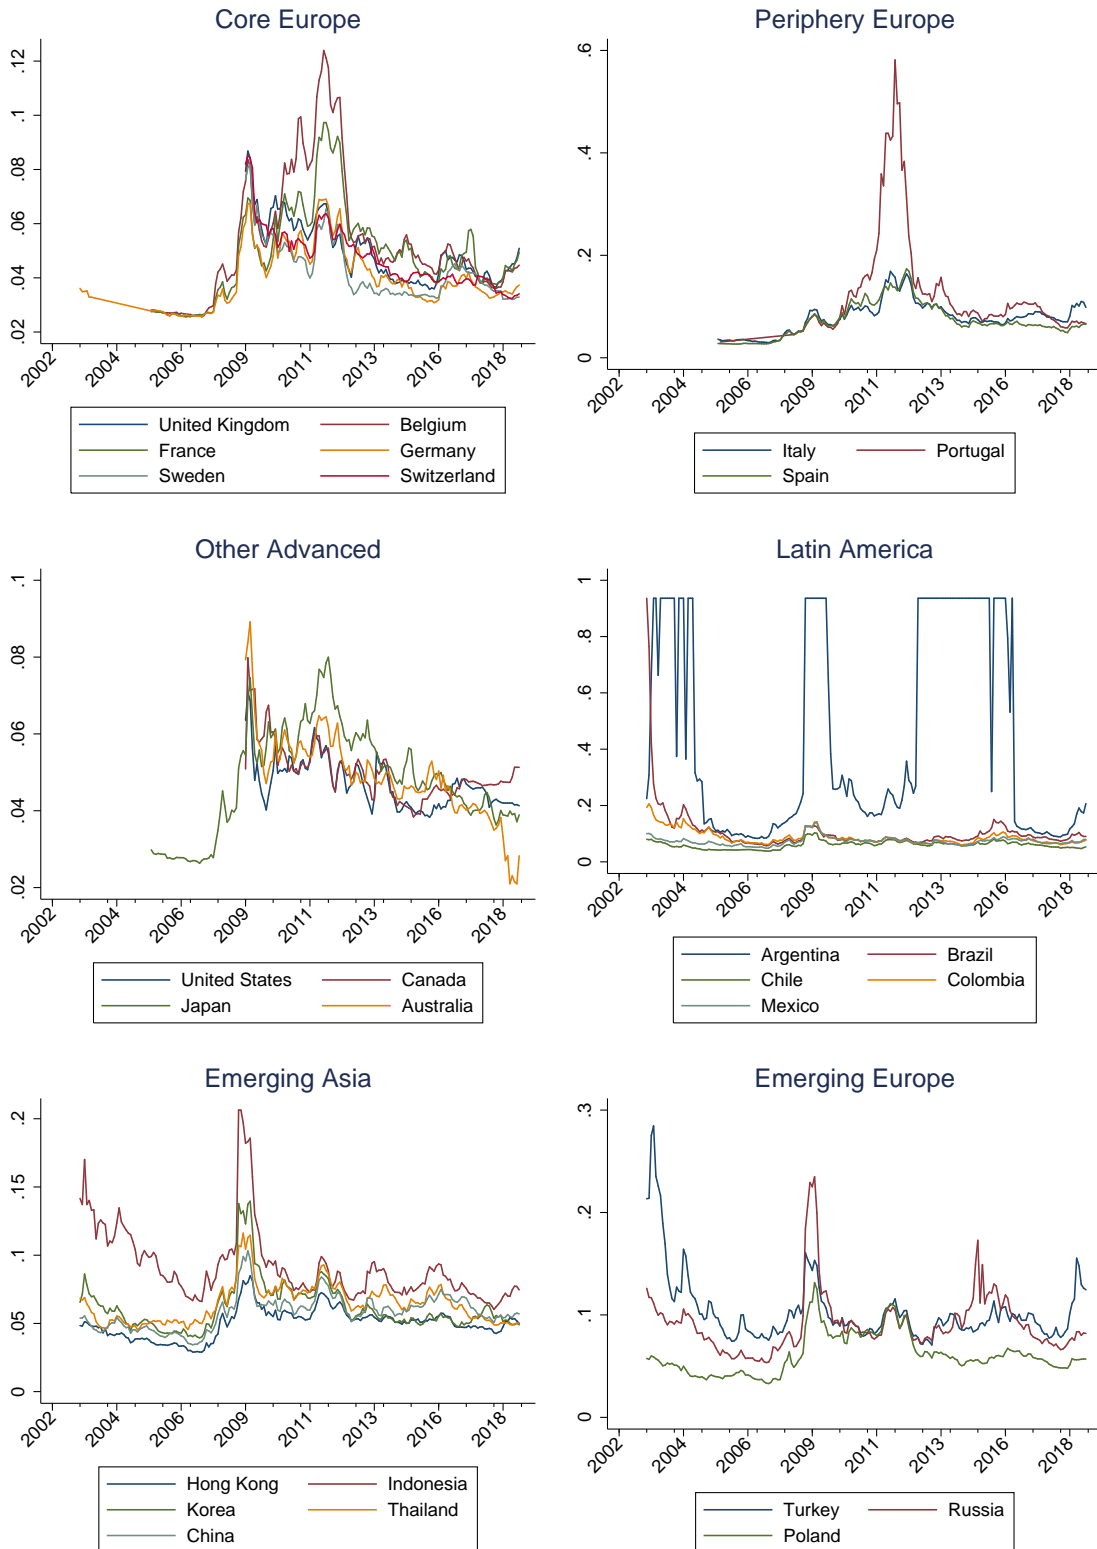 Core Europe
.12
.1
.08
.06
.04
.02
2002 2004 2006 2009 2011 2013 2016 2018
United Kingdom Belgium
France Germany
Sweden Switzerland
Periphery Europe
.6
.4
.2
0
2002 2004 2006 2009 2011 2013 2016 2018
Italy Portugal
Spain
Other Advanced
.1
.08
.06
.04
.02
2002 2004 2006 2009 2011 2013 2016 2018
United States Canada
Japan Australia
Latin America
1
.8
.6
.4
.2
0
2002 2004 2006 2009 2011 2013 2016 2018
Argentina Brazil
Chile Colombia
Mexico
Emerging Asia
.2
.15
.1
.05
0
2002 2004 2006 2009 2011 2013 2016 2018
Hong Kong Indonesia
Korea Thailand
China
Emerging Europe
.3
.2
.1
0
2002 2004 2006 2009 2011 2013 2016 2018
Turkey Russia
Poland